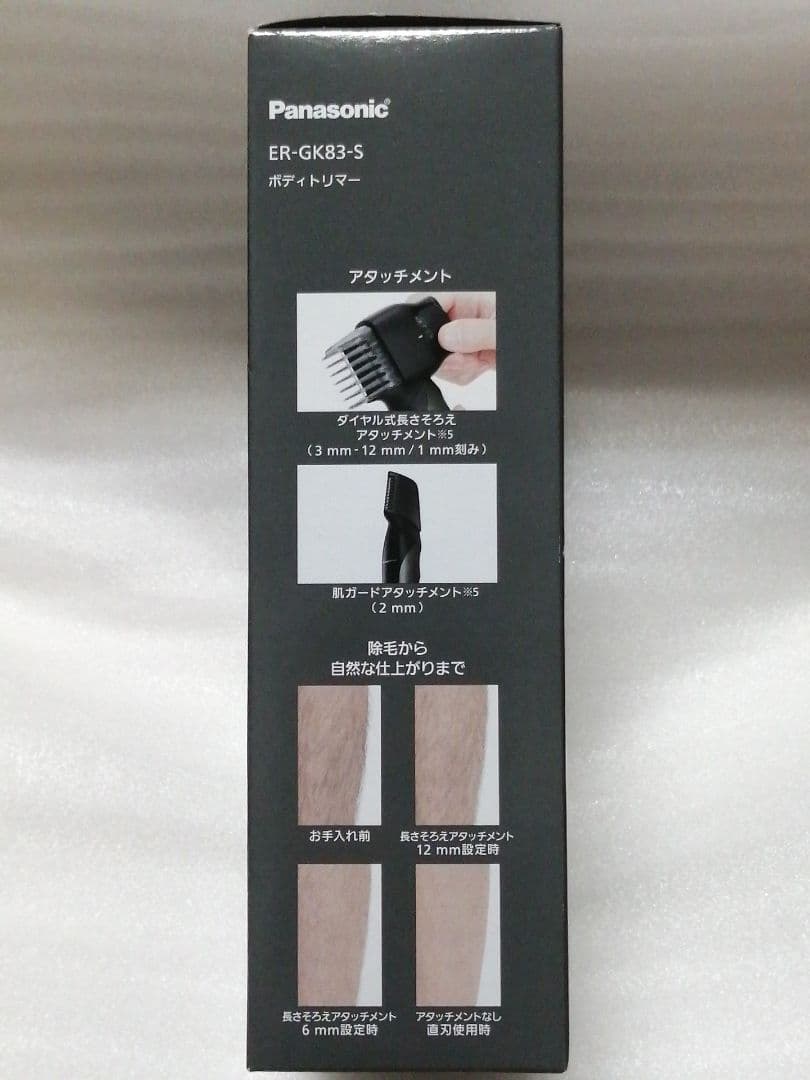 Panasonic®
ER-GK83-S
ボディトリマー
アタッチメント
ダイヤル式長さそろえ
アタッチメント※5
(3 mm-12 mm/1 mm刻み)
肌ガードアタッチメント※5
(2 mm)
除毛から
自然な仕上がりまで
お手入れ前
長さそろえアタッチメント
12 mm設定時
長さそろえアタッチメント
6 mm設定時
アタッチメントなし
直刃使用時